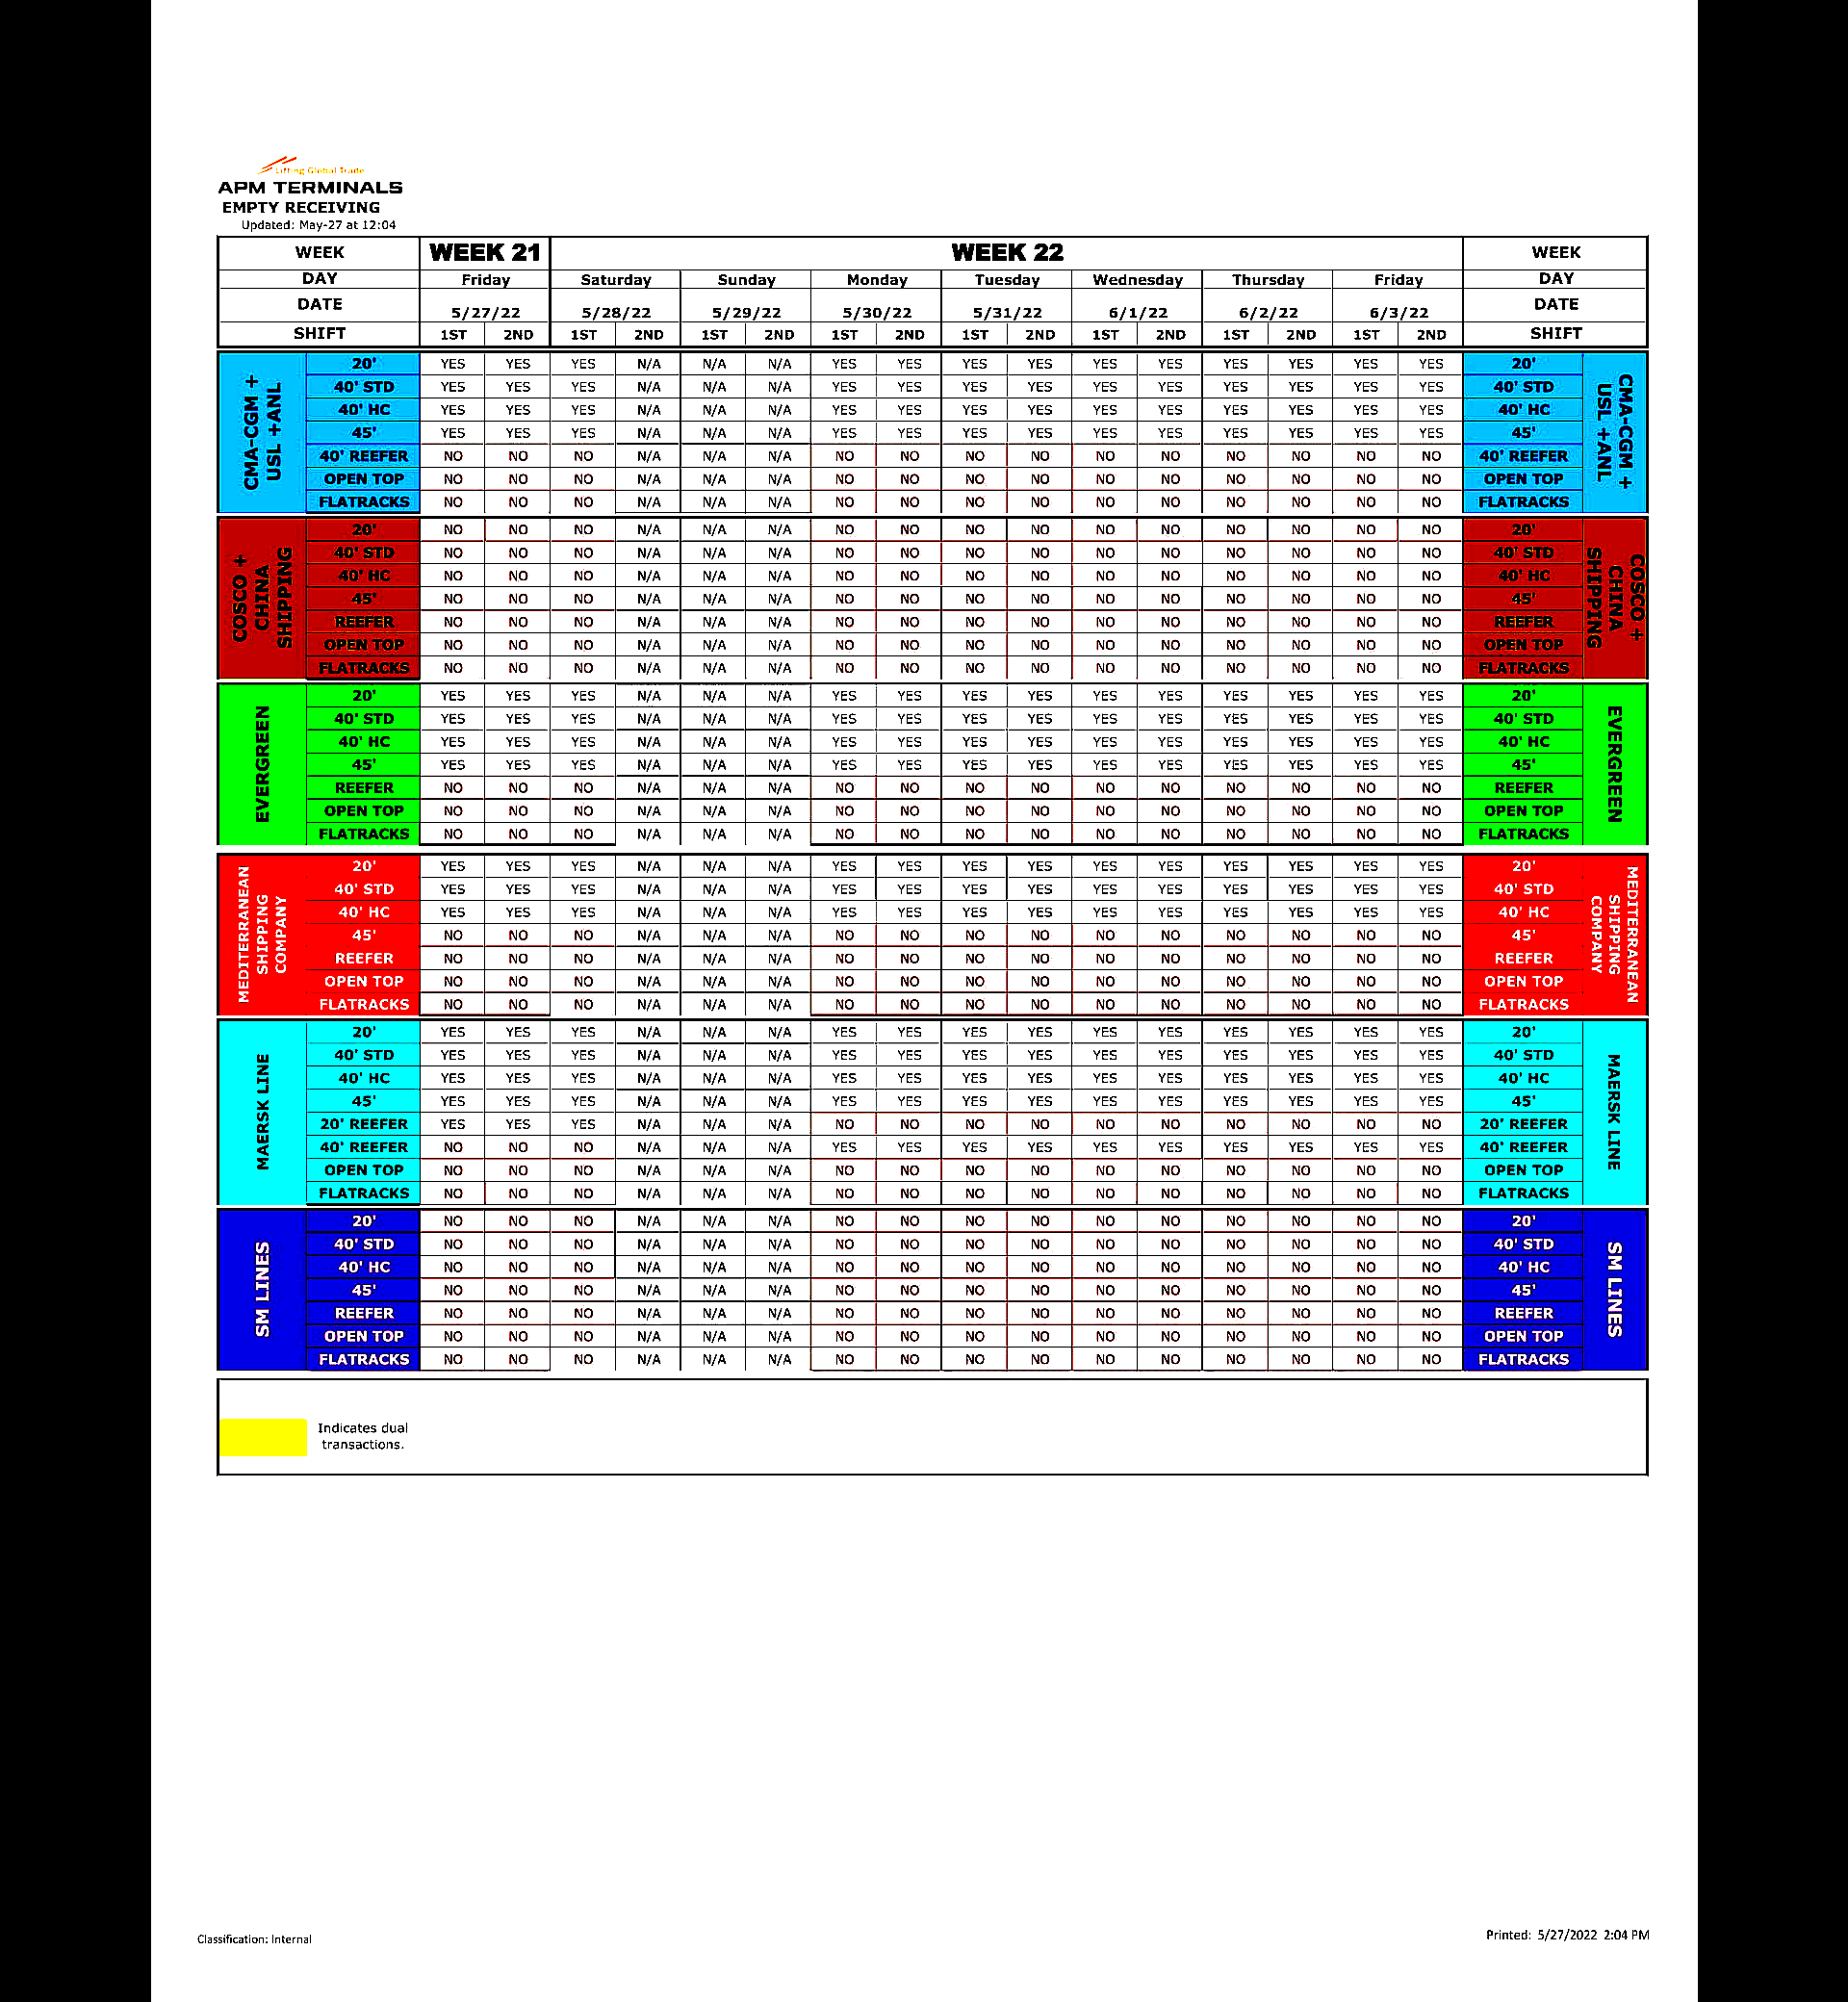 Lifting Global Trade
APM TERMINALS
EMPTY RECEIVING
Updated: May-27 at 12:04
WEEK WEEK 21 WEEK 22 WEEK
DAY Friday Saturday Sunday Monday Tuesday Wednesday Thursday Friday DAY
DATE 5/27/22 5/28/22 5/29/22 5/30/22 5/31/22 6/1/22 6/2/22 6/3/22 DATE
SHIFT 1ST 2ND 1ST 2ND 1ST 2ND 1ST 2ND 1ST 2ND 1ST 2ND 1ST 2ND 1ST 2ND SHIFT
CMA-CGM + USL +ANL
20' YES YES YES N/A N/A N/A YES YES YES YES YES YES YES YES YES YES 20'
40' STD YES YES YES N/A N/A N/A YES YES YES YES YES YES YES YES YES YES 40' STD
40' HC YES YES YES N/A N/A N/A YES YES YES YES YES YES YES YES YES YES 40' HC
45' YES YES YES N/A N/A N/A YES YES YES YES YES YES YES YES YES YES 45'
40' REEFER NO NO NO N/A N/A N/A NO NO NO NO NO NO NO NO NO NO 40' REEFER
OPEN TOP NO NO NO N/A N/A N/A NO NO NO NO NO NO NO NO NO NO OPEN TOP
FLATRACKS NO NO NO N/A N/A N/A NO NO NO NO NO NO NO NO NO NO FLATRACKS
CMA-CGM + USL +ANL
COSCO + CHINA SHIPPING
20' NO NO NO N/A N/A N/A NO NO NO NO NO NO NO NO NO NO 20'
40' STD NO NO NO N/A N/A N/A NO NO NO NO NO NO NO NO NO NO 40' STD
40' HC NO NO NO N/A N/A N/A NO NO NO NO NO NO NO NO NO NO 40' HC
45' NO NO NO N/A N/A N/A NO NO NO NO NO NO NO NO NO NO 45'
REEFER NO NO NO N/A N/A N/A NO NO NO NO NO NO NO NO NO NO REEFER
OPEN TOP NO NO NO N/A N/A N/A NO NO NO NO NO NO NO NO NO NO OPEN TOP
FLATRACKS NO NO NO N/A N/A N/A NO NO NO NO NO NO NO NO NO NO FLATRACKS
COSCO + CHINA SHIPPING
EVERGREEN
20' YES YES YES N/A N/A N/A YES YES YES YES YES YES YES YES YES YES 20'
40' STD YES YES YES N/A N/A N/A YES YES YES YES YES YES YES YES YES YES 40' STD
40' HC YES YES YES N/A N/A N/A YES YES YES YES YES YES YES YES YES YES 40' HC
45' YES YES YES N/A N/A N/A YES YES YES YES YES YES YES YES YES YES 45'
REEFER NO NO NO N/A N/A N/A NO NO NO NO NO NO NO NO NO NO REEFER
OPEN TOP NO NO NO N/A N/A N/A NO NO NO NO NO NO NO NO NO NO OPEN TOP
FLATRACKS NO NO NO N/A N/A N/A NO NO NO NO NO NO NO NO NO NO FLATRACKS
EVERGREEN
MEDITERRANEAN SHIPPING COMPANY
20' YES YES YES N/A N/A N/A YES YES YES YES YES YES YES YES YES YES 20'
40' STD YES YES YES N/A N/A N/A YES YES YES YES YES YES YES YES YES YES 40' STD
40' HC YES YES YES N/A N/A N/A YES YES YES YES YES YES YES YES YES YES 40' HC
45' NO NO NO N/A N/A N/A NO NO NO NO NO NO NO NO NO NO 45'
REEFER NO NO NO N/A N/A N/A NO NO NO NO NO NO NO NO NO NO REEFER
OPEN TOP NO NO NO N/A N/A N/A NO NO NO NO NO NO NO NO NO NO OPEN TOP
FLATRACKS NO NO NO N/A N/A N/A NO NO NO NO NO NO NO NO NO NO FLATRACKS
MEDITERRANEAN SHIPPING COMPANY
MAERSK LINE
20' YES YES YES N/A N/A N/A YES YES YES YES YES YES YES YES YES YES 20'
40' STD YES YES YES N/A N/A N/A YES YES YES YES YES YES YES YES YES YES 40' STD
40' HC YES YES YES N/A N/A N/A YES YES YES YES YES YES YES YES YES YES 40' HC
45' YES YES YES N/A N/A N/A YES YES YES YES YES YES YES YES YES YES 45'
20' REEFER YES YES YES N/A N/A N/A NO NO NO NO NO NO NO NO NO NO 20' REEFER
40' REEFER NO NO NO N/A N/A N/A YES YES YES YES YES YES YES YES YES YES 40' REEFER
OPEN TOP NO NO NO N/A N/A N/A NO NO NO NO NO NO NO NO NO NO OPEN TOP
FLATRACKS NO NO NO N/A N/A N/A NO NO NO NO NO NO NO NO NO NO FLATRACKS
MAERSK LINE
SM LINES
20' NO NO NO N/A N/A N/A NO NO NO NO NO NO NO NO NO NO 20'
40' STD NO NO NO N/A N/A N/A NO NO NO NO NO NO NO NO NO NO 40' STD
40' HC NO NO NO N/A N/A N/A NO NO NO NO NO NO NO NO NO NO 40' HC
45' NO NO NO N/A N/A N/A NO NO NO NO NO NO NO NO NO NO 45'
REEFER NO NO NO N/A N/A N/A NO NO NO NO NO NO NO NO NO NO REEFER
OPEN TOP NO NO NO N/A N/A N/A NO NO NO NO NO NO NO NO NO NO OPEN TOP
FLATRACKS NO NO NO N/A N/A N/A NO NO NO NO NO NO NO NO NO NO FLATRACKS
SM LINES
Indicates dual
transactions.
Classification: Internal
Printed: 5/27/2022 2:04 PM